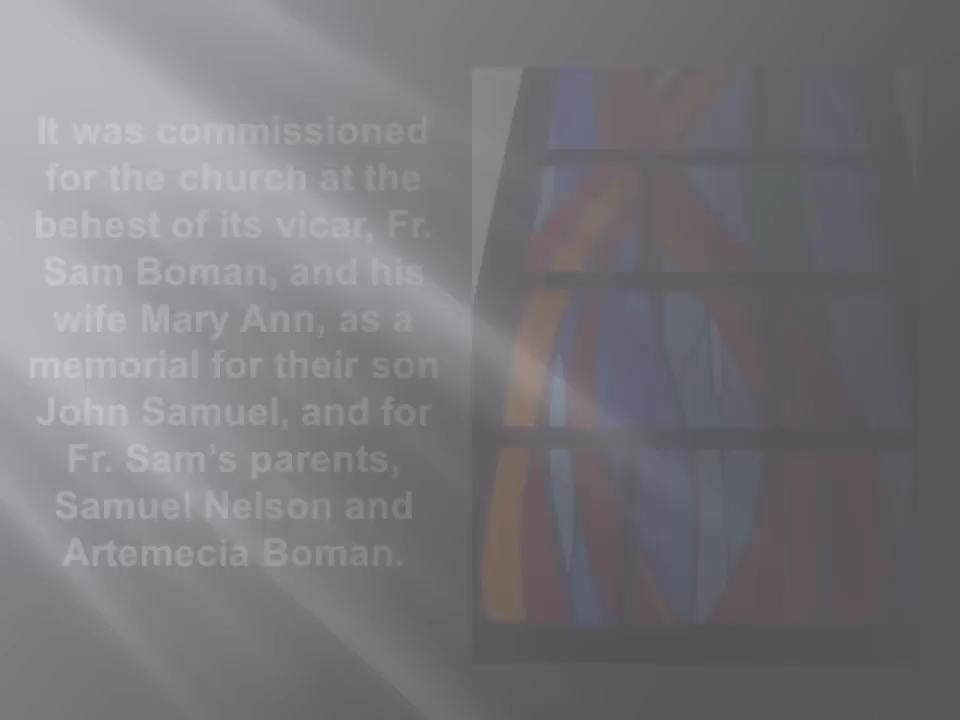 It was commissioned
for the church at the
behest of its vicar, Fr.
Sam Boman, and his
wife Mary Ann, as a
memorial for their son
John Samuel, and for
Fr. Sam’s parents,
Samuel Nelson and
Artemecia Boman.